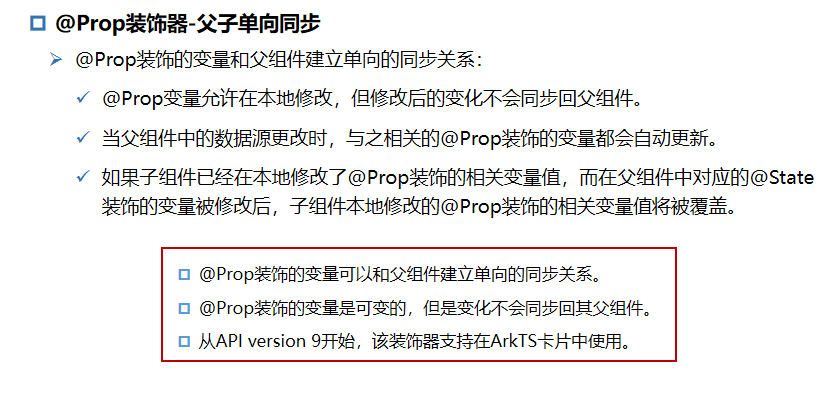 @Prop装饰器-父子单向同步
@Prop装饰的变量和父组件建立单向的同步关系：
@Prop变量允许在本地修改，但修改后的变化不会同步回父组件。
当父组件中的数据源更改时，与之相关的@Prop装饰的变量都会自动更新。
如果子组件已经在本地修改了@Prop装饰的相关变量值，而在父组件中对应的@State
装饰的变量被修改后，子组件本地修改的@Prop装饰的相关变量值将被覆盖。
@Prop装饰的变量可以和父组件建立单向的同步关系。
@Prop装饰的变量是可变的，但是变化不会同步回其父组件。
从API version 9开始，该装饰器支持在ArkTS卡片中使用。